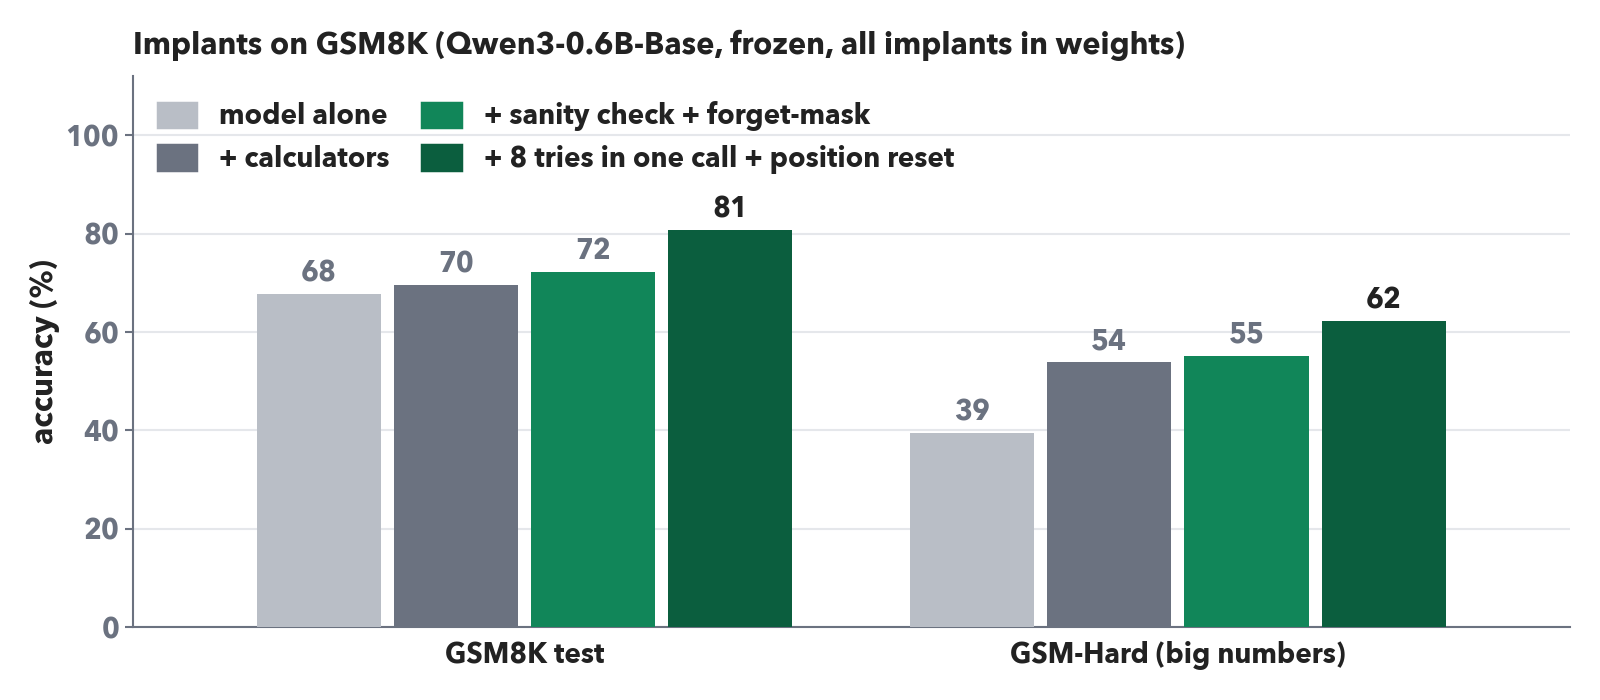 Implants on GSM8K (Qwen3-0.6B-Base, frozen, all implants in weights)
model alone
+ calculators
+ sanity check + forget-mask
+ 8 tries in one call + position reset
accuracy (%)
100
80
60
40
20
0
68
70
72
81
39
54
55
62
GSM8K test
GSM-Hard (big numbers)